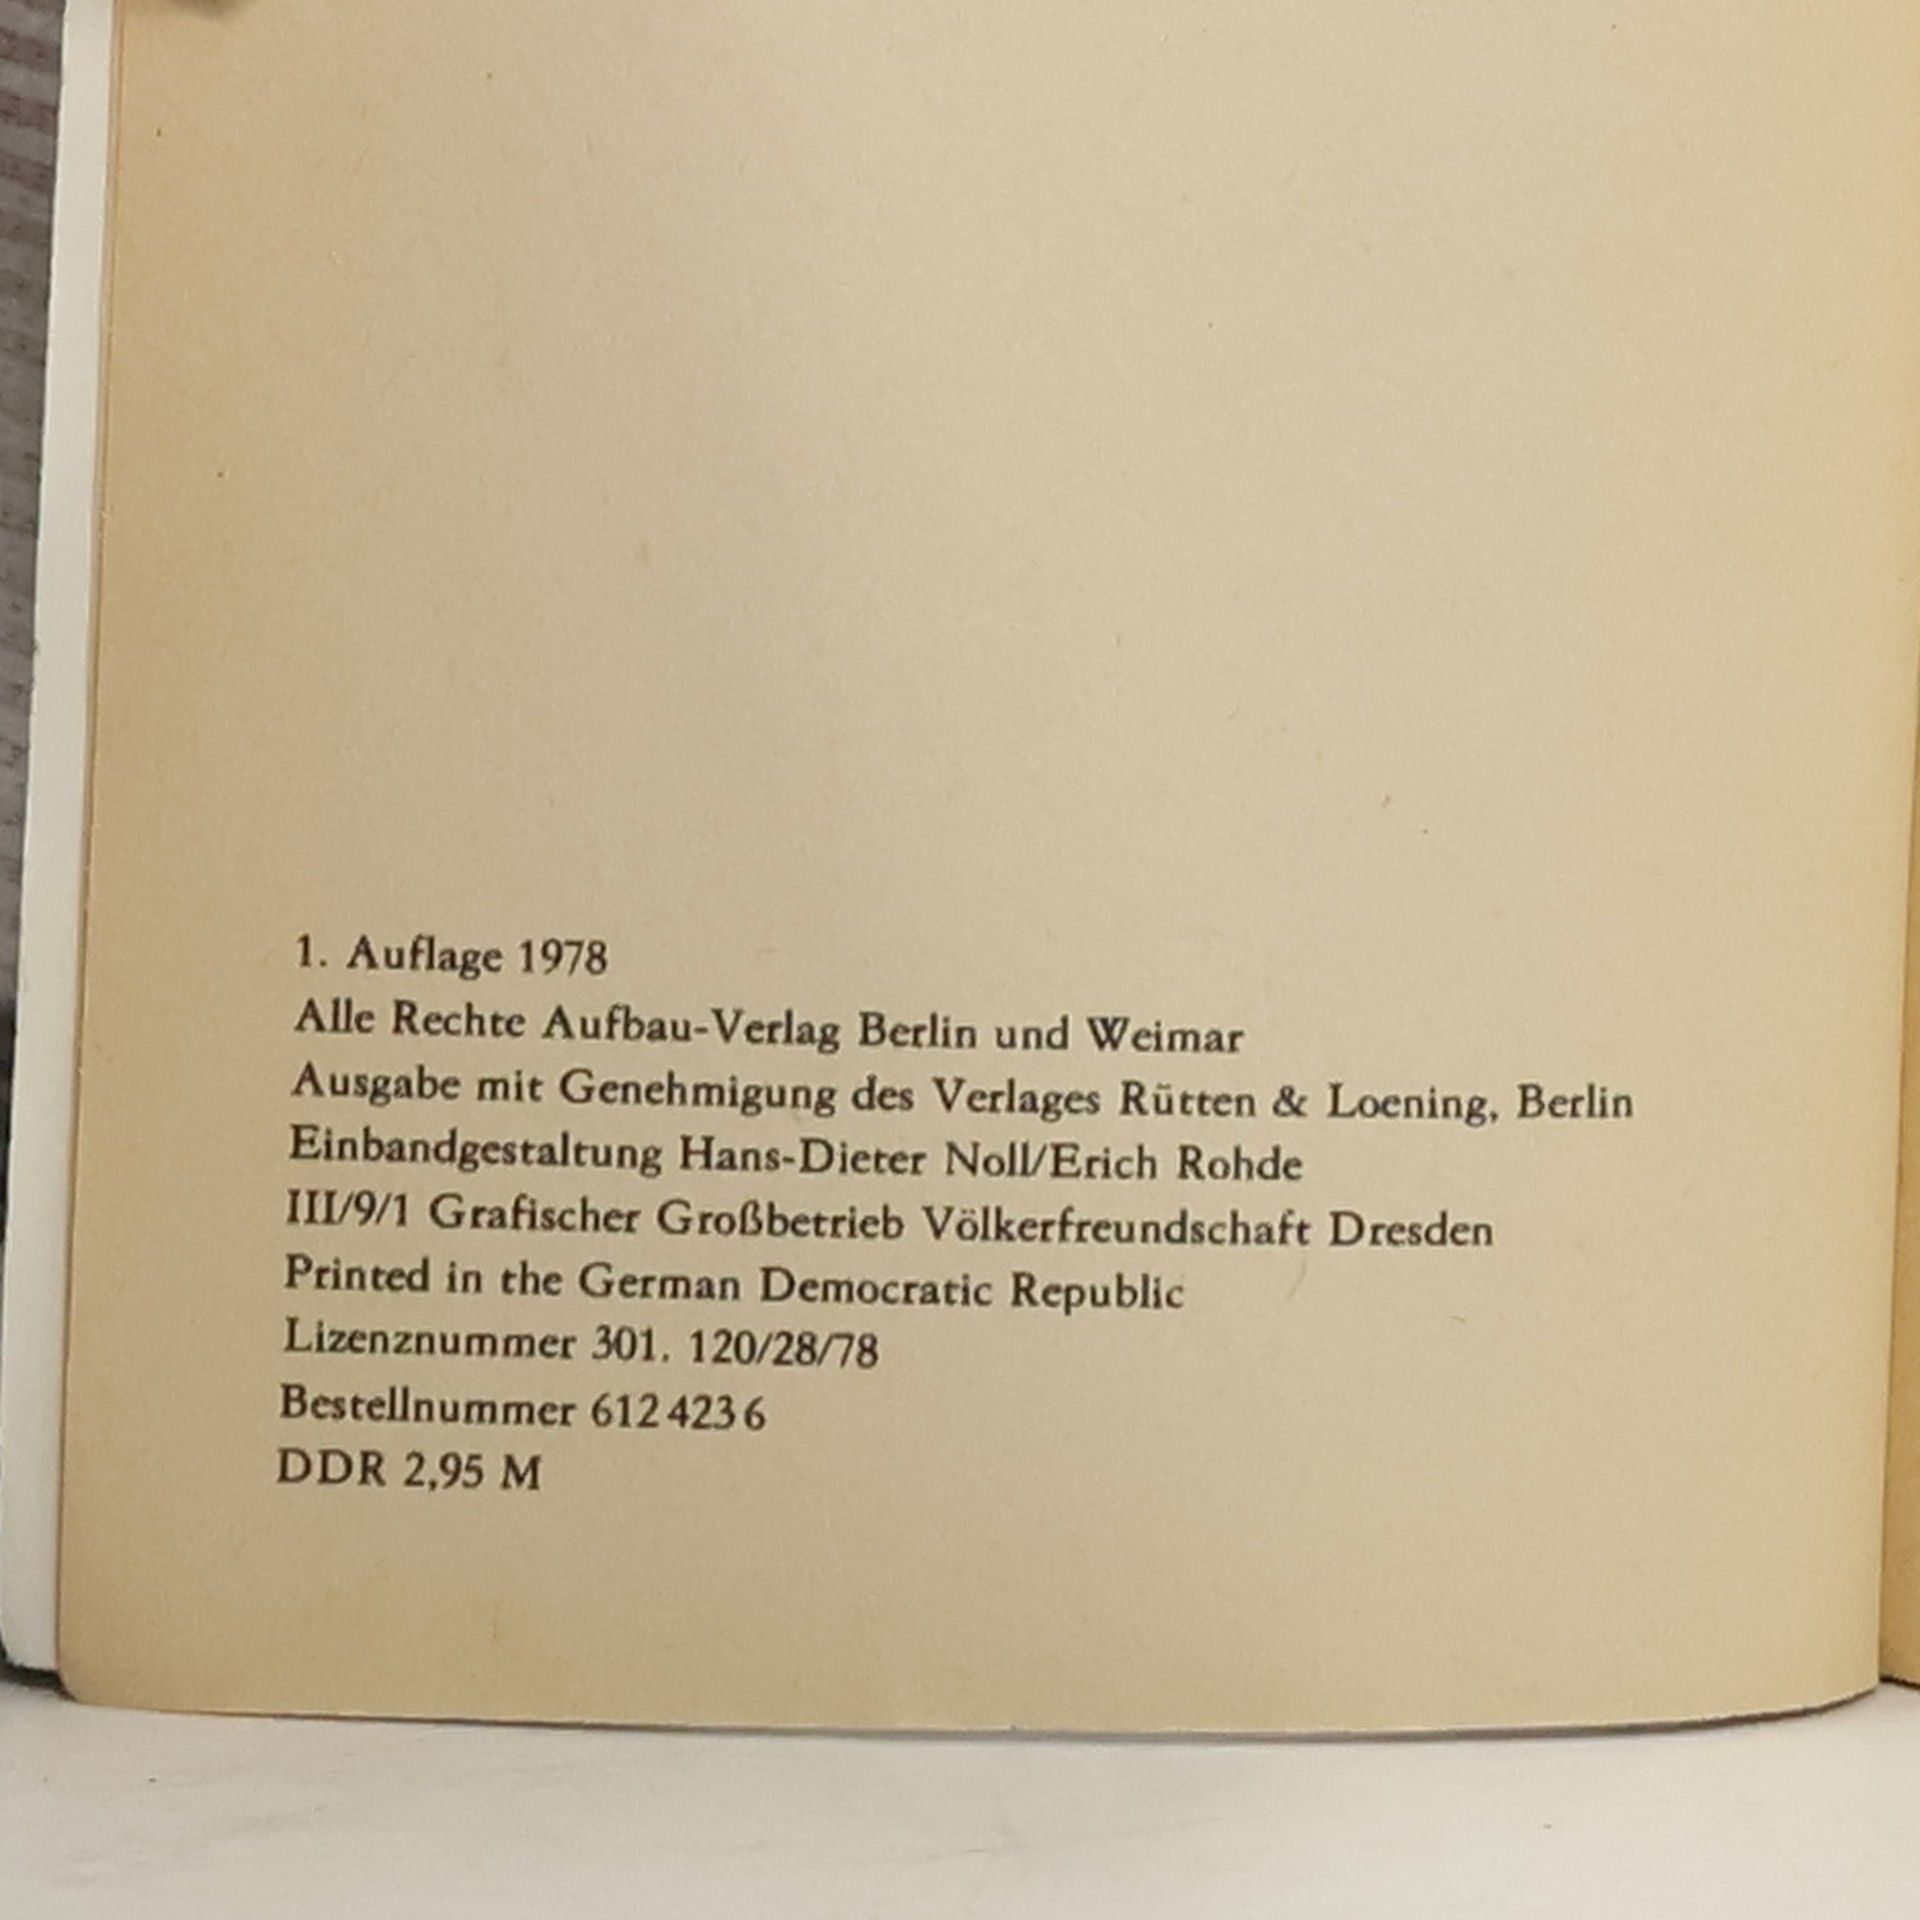 1. Auflage 1978
Alle Rechte Aufbau-Verlag Berlin und Weimar
Ausgabe mit Genehmigung des Verlages Rütten & Loening, Berlin
Einbandgestaltung Hans-Dieter Noll/Erich Rohde
III/9/1 Grafischer Großbetrieb Völkerfreundschaft Dresden
Printed in the German Democratic Republic
Lizenznummer 301. 120/28/78
Bestellnummer 612 423 6
DDR 2,95 M